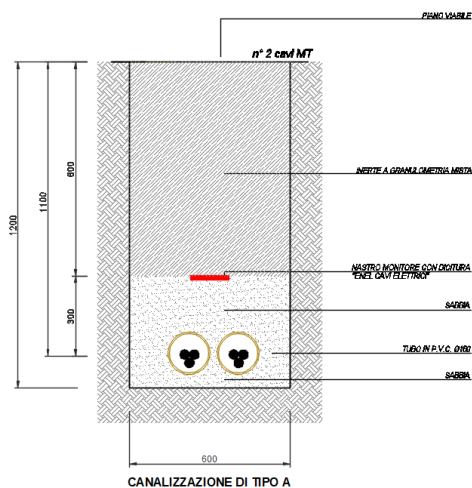 PIANO VIABILE
n° 2 cavi MT
INERTE A GRANULOMETRIA MISTA
NASTRO MONITORE CON DICITURA
"ENEL CAVI ELETTRICI"
SABBIA
TUBO IN P.V.C. Ø160
SABBIA
1200
1100
600
300
600
CANALIZZAZIONE DI TIPO A